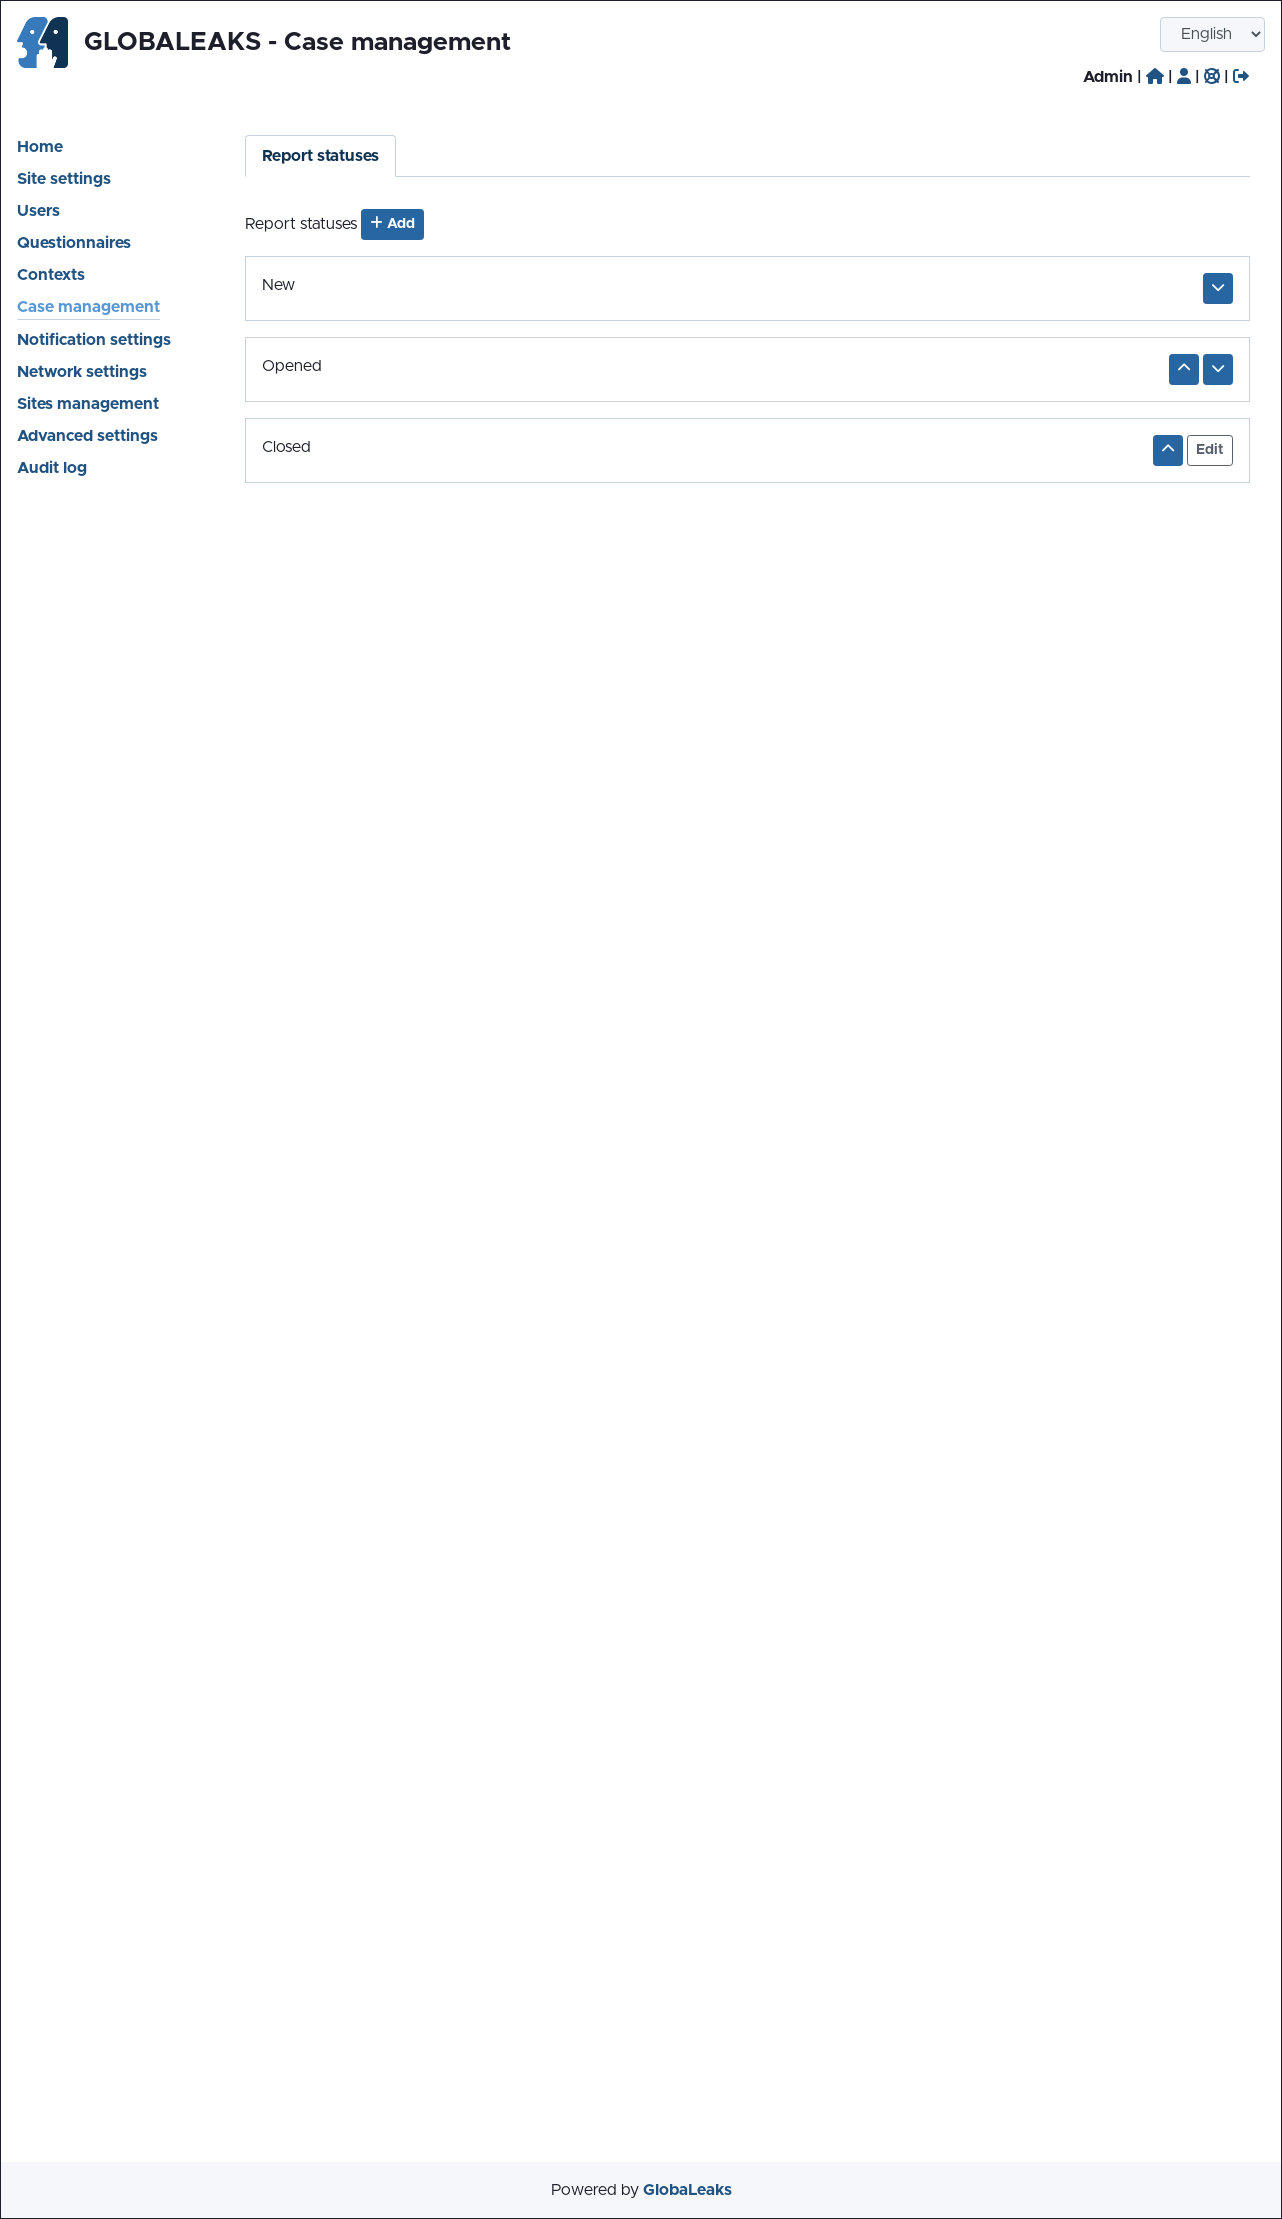 GLOBALEAKS - Case management
English
Admin | | | |
Home
Site settings
Users
Questionnaires
Contexts
Case management
Notification settings
Network settings
Sites management
Advanced settings
Audit log
Report statuses
Report statuses + Add
New
Opened
Closed
Edit
Powered by GlobaLeaks